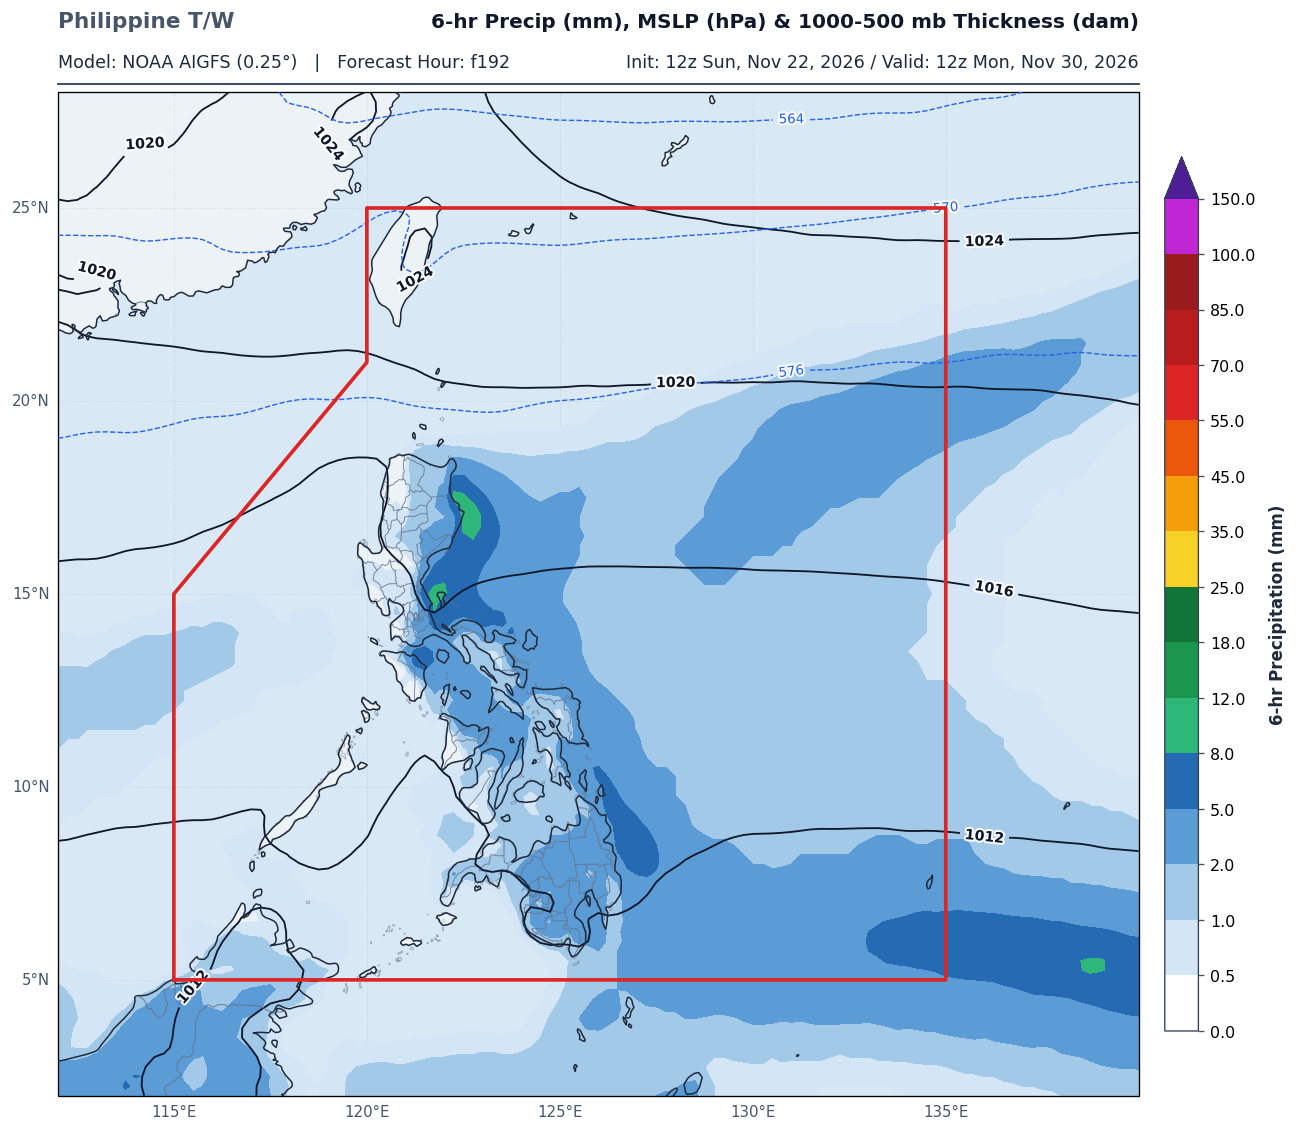 Philippine T/W
6-hr Precip (mm), MSLP (hPa) & 1000-500 mb Thickness (dam)
Model: NOAA AIGFS (0.25°) | Forecast Hour: f192
Init: 12z Sun, Nov 22, 2026 / Valid: 12z Mon, Nov 30, 2026
1020
1024
564
25°N
570
1024
1020
1024
576
1020
20°N
15°N
1016
10°N
1012
5°N
1012
115°E
120°E
125°E
130°E
135°E
150.0
100.0
85.0
70.0
55.0
45.0
35.0
25.0
18.0
12.0
8.0
5.0
2.0
1.0
0.5
0.0
6-hr Precipitation (mm)